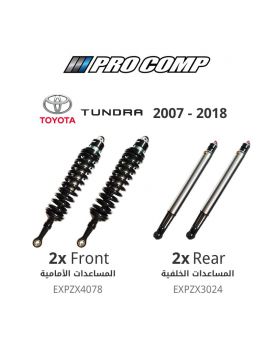 PRO COMP
TOYOTA TUNDRA 2007 - 2018
2x Front
المساعدات الأمامية
EXPZX4078
2x Rear
المساعدات الخلفية
EXPZX3024